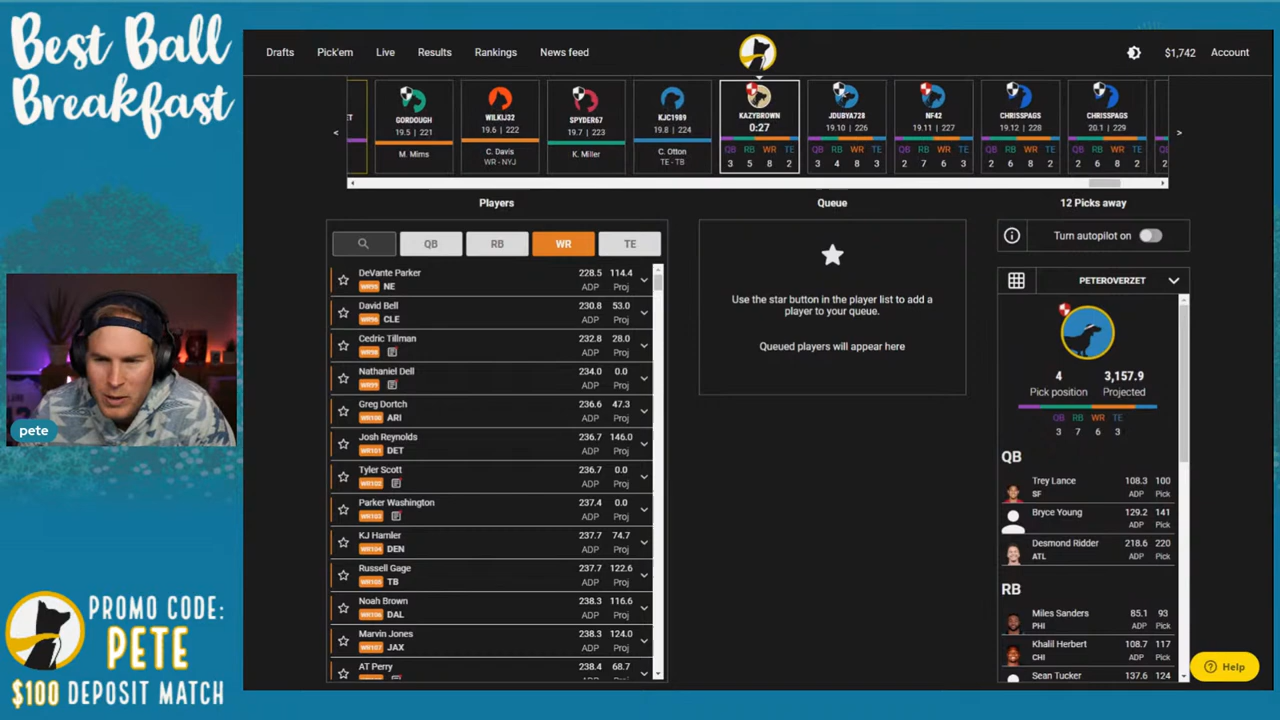 Best Ball
Breakfast
Drafts
Pick'em
Live
Results
Rankings
News feed
$1,742
Account
GORDOUGH
19.5 | 221
M. Mims
WILKIJ32
19.6 | 222
C. Davis
WR - NYJ
SPYDER67
19.7 | 223
K. Miller
KJC1989
19.8 | 224
C. Otton
TE - TB
KAZYBROWN
0:27
QB RB WR TE
3 5 8 2
JDUBYA728
19.10 | 226
QB RB WR TE
3 4 8 3
NF42
19.11 | 227
QB RB WR TE
2 7 6 3
CHRISSPAGS
19.12 | 228
QB RB WR TE
2 6 8 2
CHRISSPAGS
20.1 | 229
QB RB WR TE
2 6 8 2
Players
Queue
12 Picks away
QB
RB
WR
TE
DeVante Parker 228.5 114.4
WR95 NE ADP Proj
David Bell 230.8 53.0
WR96 CLE ADP Proj
Cedric Tillman 232.8 28.0
WR98 ADP Proj
Nathaniel Dell 234.0 0.0
WR99 ADP Proj
Greg Dortch 236.6 47.3
WR100 ARI ADP Proj
Josh Reynolds 236.7 146.0
WR101 DET ADP Proj
Tyler Scott 236.7 0.0
WR102 ADP Proj
Parker Washington 237.4 0.0
WR103 ADP Proj
KJ Hamler 237.7 74.7
WR104 DEN ADP Proj
Russell Gage 237.7 122.6
WR105 TB ADP Proj
Noah Brown 238.3 116.6
WR106 DAL ADP Proj
Marvin Jones 238.3 124.0
WR107 JAX ADP Proj
AT Perry 238.4 68.7
Use the star button in the player list to add a
player to your queue.
Queued players will appear here
Turn autopilot on
PETEROVERZET
4 3,157.9
Pick position Projected
QB RB WR TE
3 7 6 3
QB
Trey Lance 108.3 100
SF ADP Pick
Bryce Young 129.2 141
ADP Pick
Desmond Ridder 218.6 220
ATL ADP Pick
RB
Miles Sanders 85.1 93
PHI ADP Pick
Khalil Herbert 108.7 117
CHI ADP Pick
Sean Tucker 137.6 124
ADP Pick
Help
pete
PROMO CODE:
PETE
$100 DEPOSIT MATCH